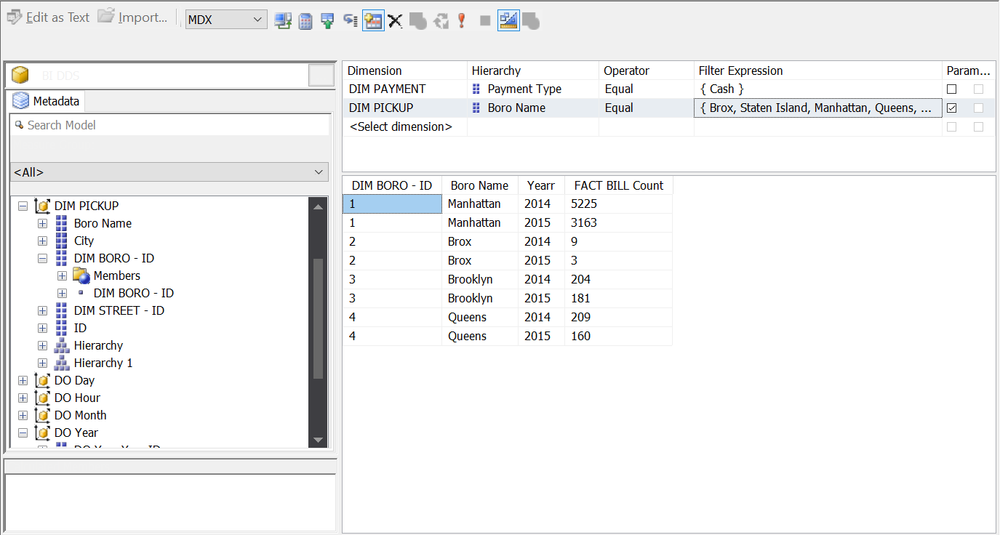 Edit as Text Import... MDX
BI DDS
Metadata
Search Model
<All>
DIM PICKUP
Boro Name
City
DIM BORO - ID
Members
DIM BORO - ID
DIM STREET - ID
ID
Hierarchy
Hierarchy 1
DO Day
DO Hour
DO Month
DO Year
Dimension Hierarchy Operator Filter Expression Param...
DIM PAYMENT Payment Type Equal { Cash }
DIM PICKUP Boro Name Equal { Brox, Staten Island, Manhattan, Queens, ...
<Select dimension>
DIM BORO - ID Boro Name Yearr FACT BILL Count
1 Manhattan 2014 5225
1 Manhattan 2015 3163
2 Brox 2014 9
2 Brox 2015 3
3 Brooklyn 2014 204
3 Brooklyn 2015 181
4 Queens 2014 209
4 Queens 2015 160